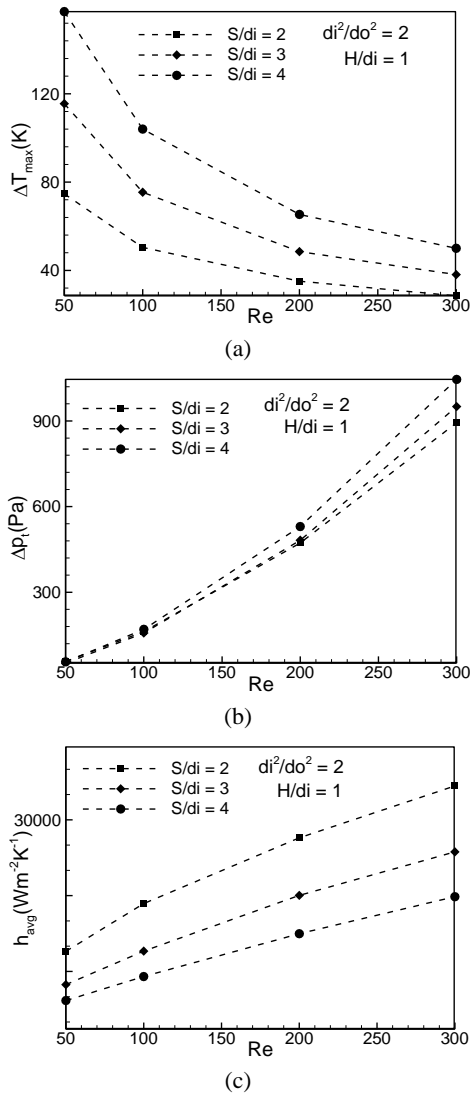 S/di = 2
S/di = 3
S/di = 4
di²/do² = 2
H/di = 1
120
80
40
ΔTmax(K)
50 100 150 200 250 300
Re
(a)
S/di = 2
S/di = 3
S/di = 4
di²/do² = 2
H/di = 1
900
600
300
Δpt(Pa)
50 100 150 200 250 300
Re
(b)
S/di = 2
S/di = 3
S/di = 4
di²/do² = 2
H/di = 1
30000
havg(Wm⁻²K⁻¹)
50 100 150 200 250 300
Re
(c)